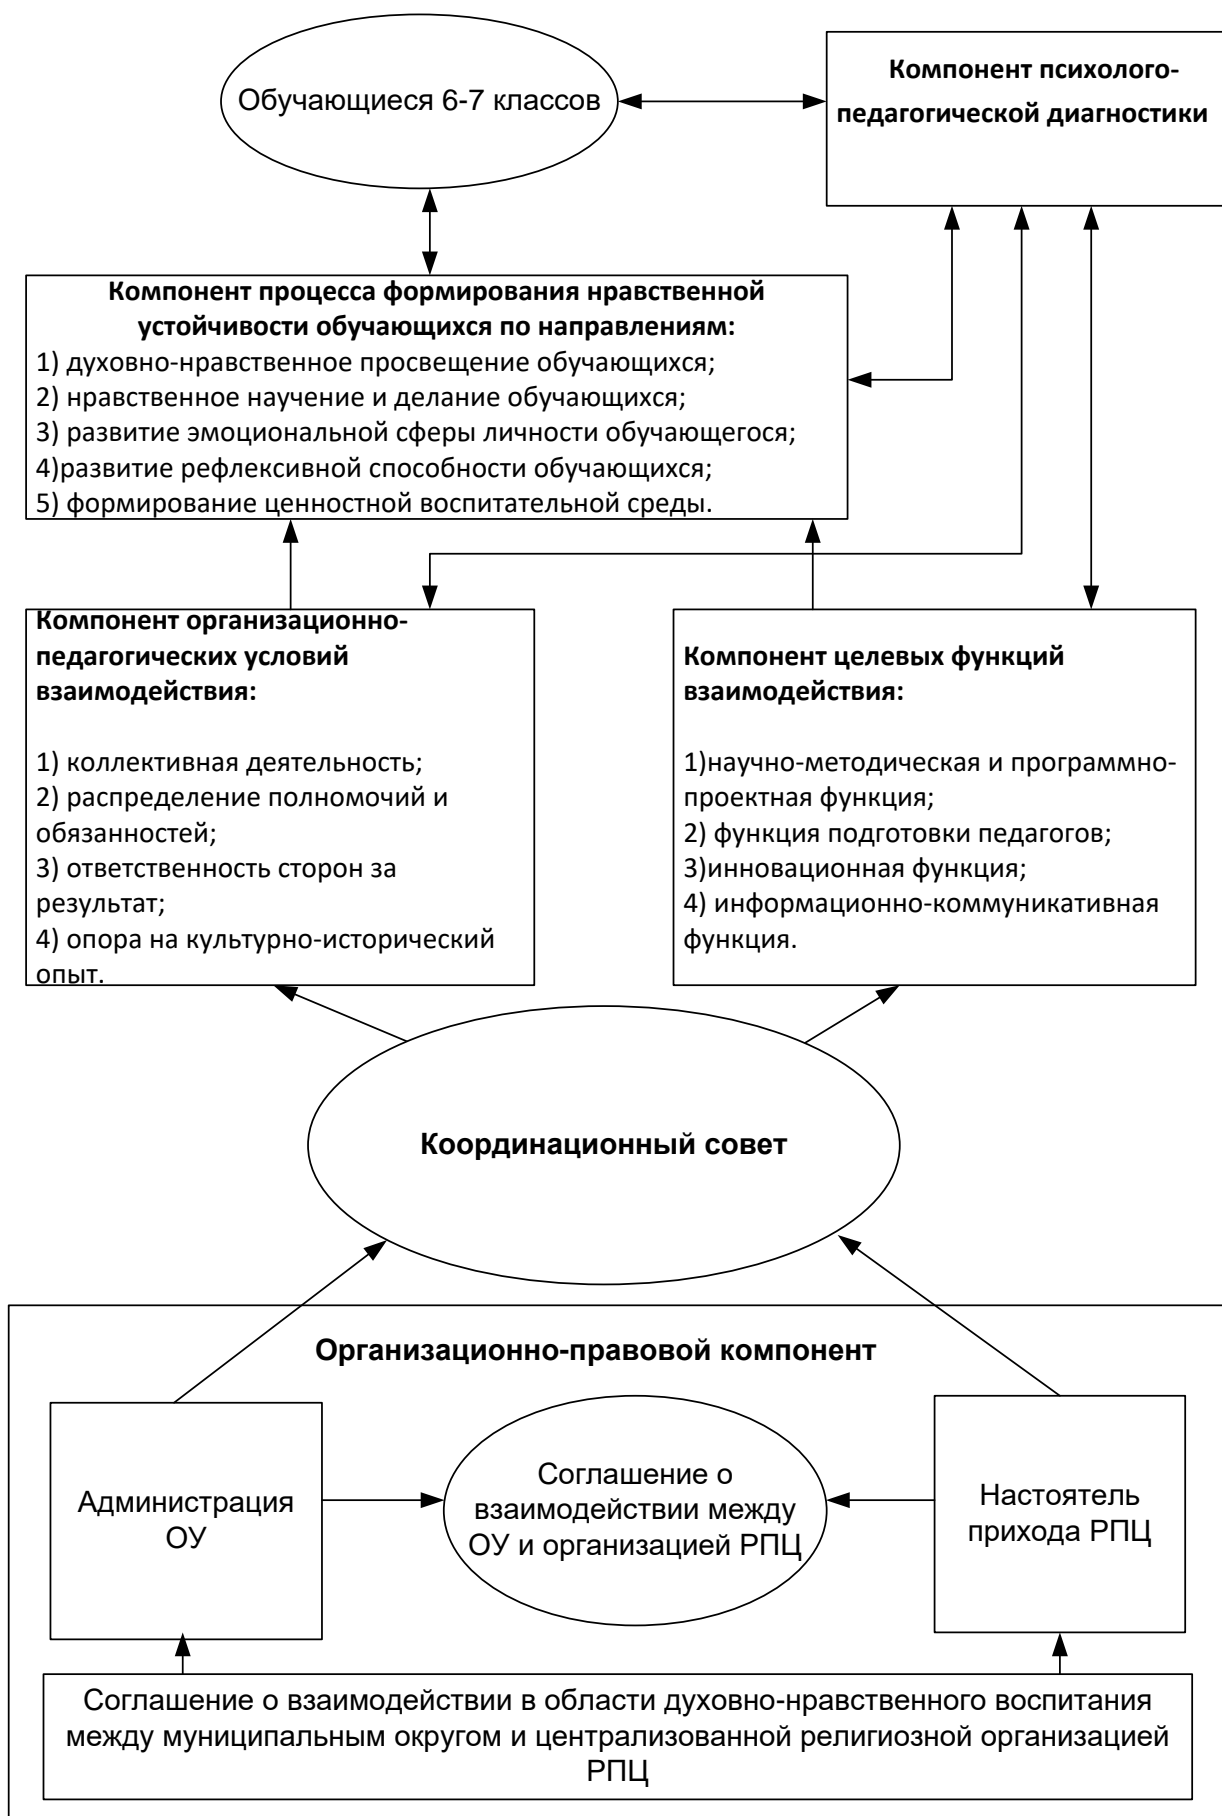 Обучающиеся 6-7 классов
Компонент психолого-
педагогической диагностики
Компонент процесса формирования нравственной
устойчивости обучающихся по направлениям:
1) духовно-нравственное просвещение обучающихся;
2) нравственное научение и делание обучающихся;
3) развитие эмоциональной сферы личности обучающегося;
4)развитие рефлексивной способности обучающихся;
5) формирование ценностной воспитательной среды.
Компонент организационно-
педагогических условий
взаимодействия:
1) коллективная деятельность;
2) распределение полномочий и
обязанностей;
3) ответственность сторон за
результат;
4) опора на культурно-исторический
опыт.
Компонент целевых функций
взаимодействия:
1)научно-методическая и программно-
проектная функция;
2) функция подготовки педагогов;
3)инновационная функция;
4) информационно-коммуникативная
функция.
Координационный совет
Организационно-правовой компонент
Администрация
ОУ
Соглашение о
взаимодействии между
ОУ и организацией РПЦ
Настоятель
прихода РПЦ
Соглашение о взаимодействии в области духовно-нравственного воспитания
между муниципальным округом и централизованной религиозной организацией
РПЦ